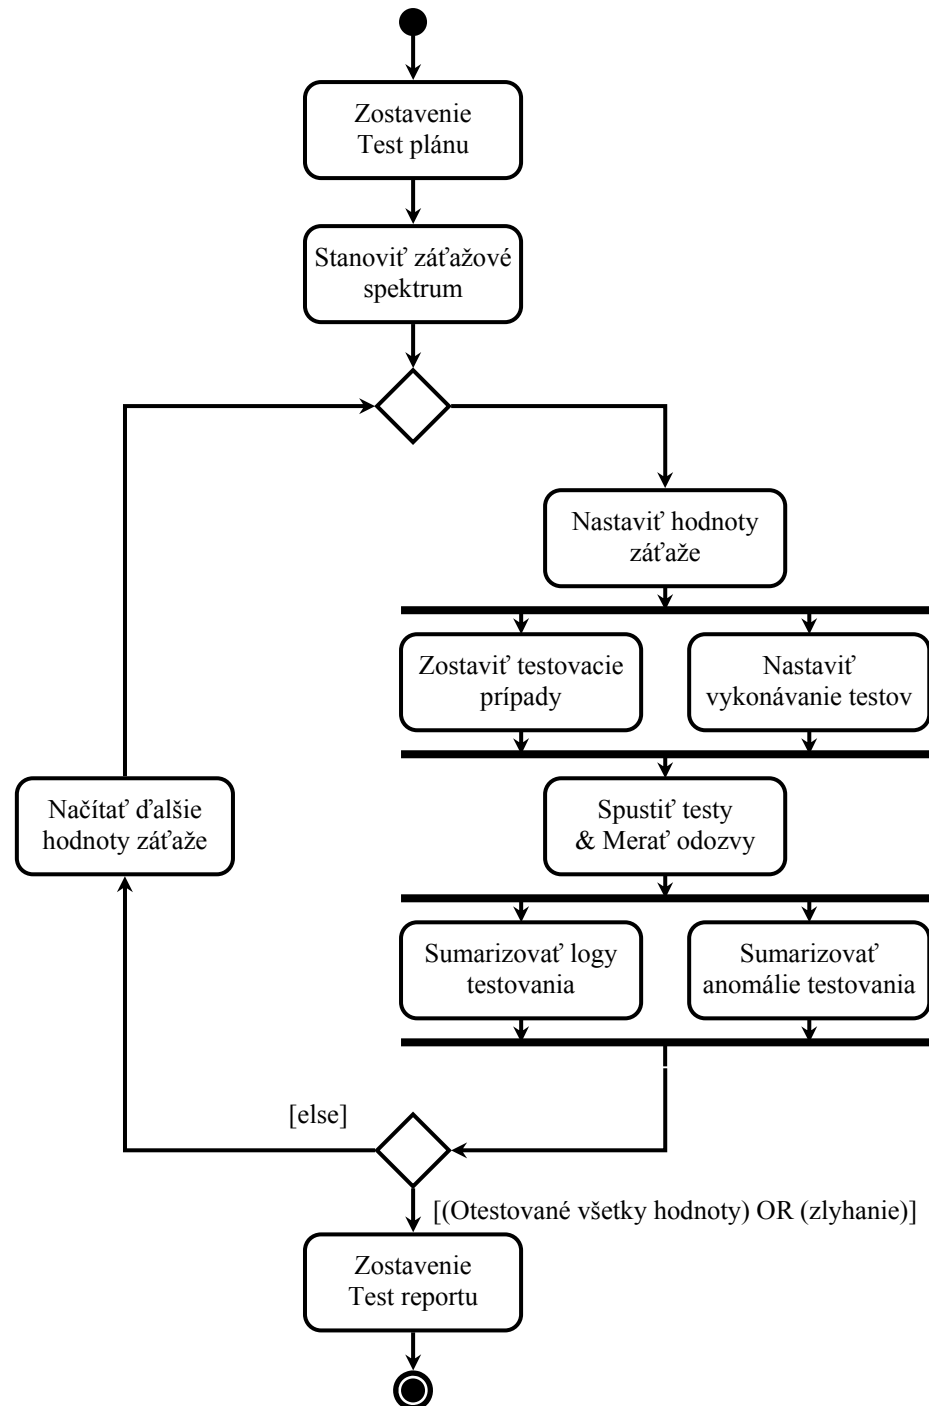 Zostavenie
Test plánu
Stanoviť záťažové
spektrum
Nastaviť hodnoty
záťaže
Zostaviť testovacie
prípady
Nastaviť
vykonávanie testov
Načítať ďalšie
hodnoty záťaže
Spustiť testy
& Merať odozvy
Sumarizovať logy
testovania
Sumarizovať
anomálie testovania
[else]
[(Otestované všetky hodnoty) OR (zlyhanie)]
Zostavenie
Test reportu